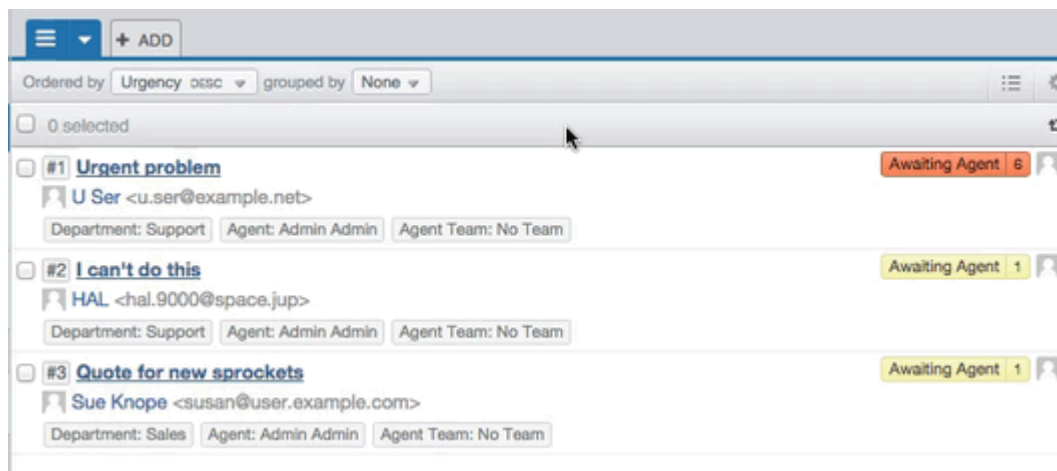 + ADD
Ordered by Urgency DESC grouped by None
0 selected
#1 Urgent problem Awaiting Agent 6
U Ser <u.ser@example.net>
Department: Support Agent: Admin Admin Agent Team: No Team
#2 I can't do this Awaiting Agent 1
HAL <hal.9000@space.jup>
Department: Support Agent: Admin Admin Agent Team: No Team
#3 Quote for new sprockets Awaiting Agent 1
Sue Knope <susan@user.example.com>
Department: Sales Agent: Admin Admin Agent Team: No Team